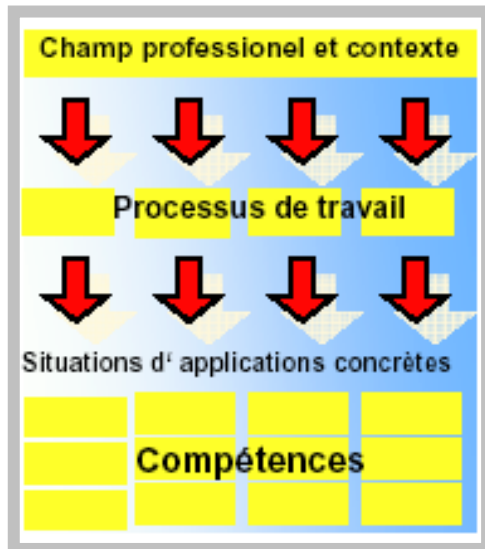 Champ professionel et contexte
Processus de travail
Situations d‘ applications concrètes
Compétences